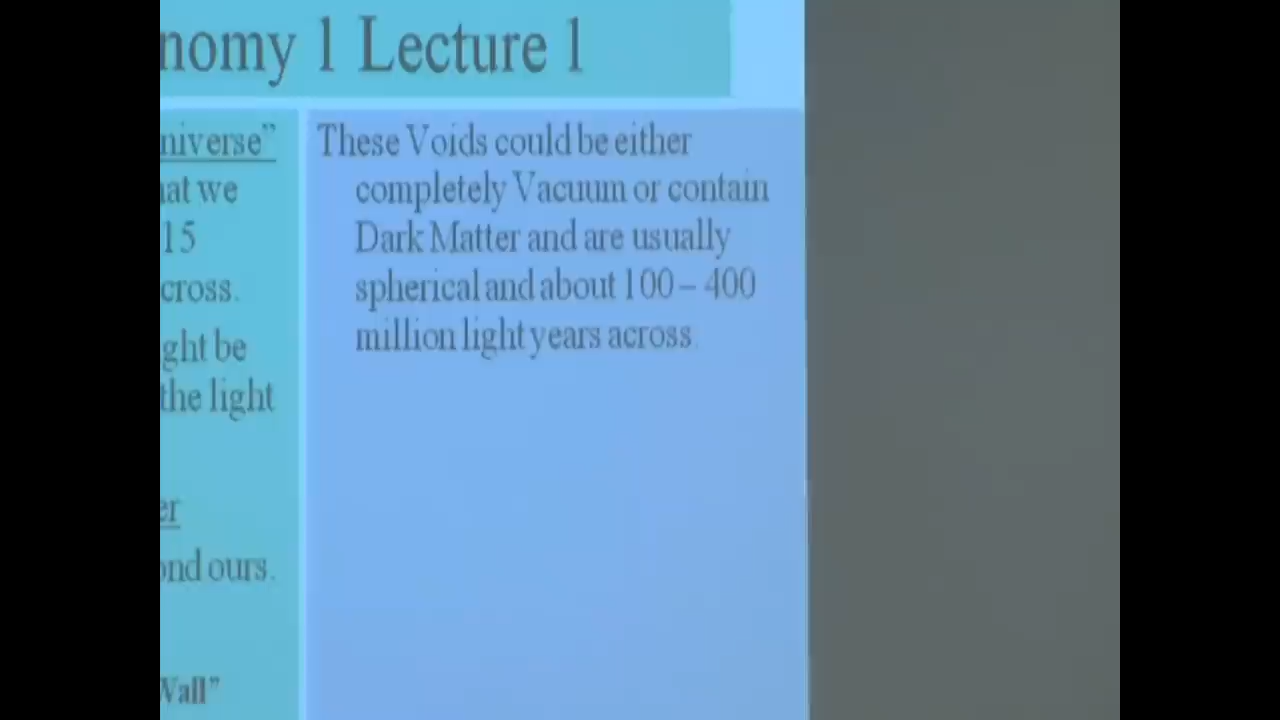 nomy 1 Lecture 1
niverse”
at we
15
cross.
ght be
the light
er
ond ours.
Wall”
These Voids could be either
completely Vacuum or contain
Dark Matter and are usually
spherical and about 100 – 400
million light years across.